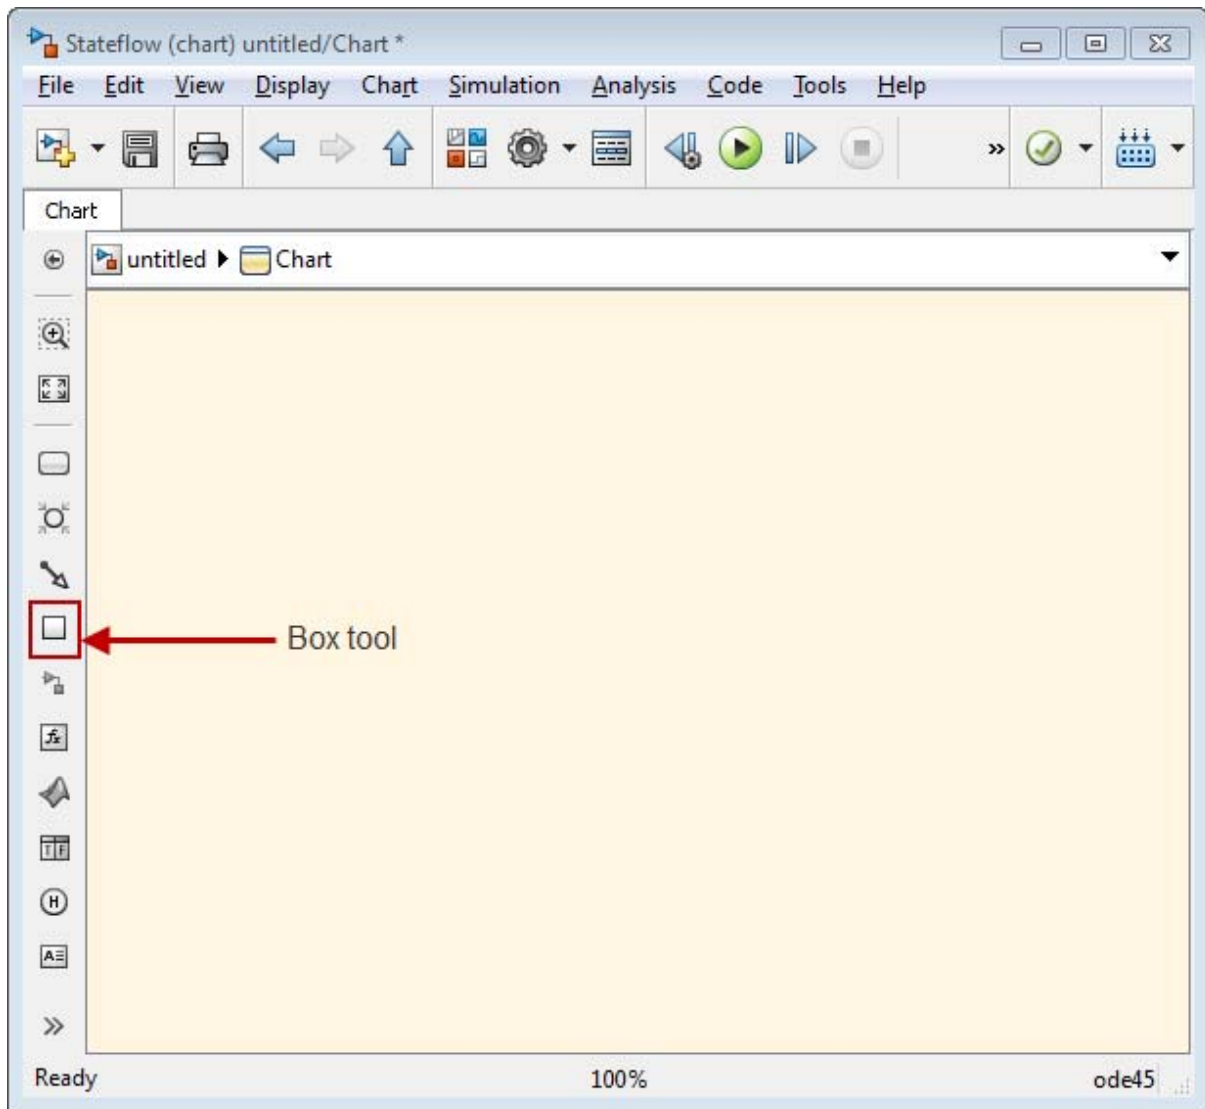 Stateflow (chart) untitled/Chart *
File Edit View Display Chart Simulation Analysis Code Tools Help
Chart
untitled Chart
Box tool
fx
T F
H
A
Ready 100% ode45